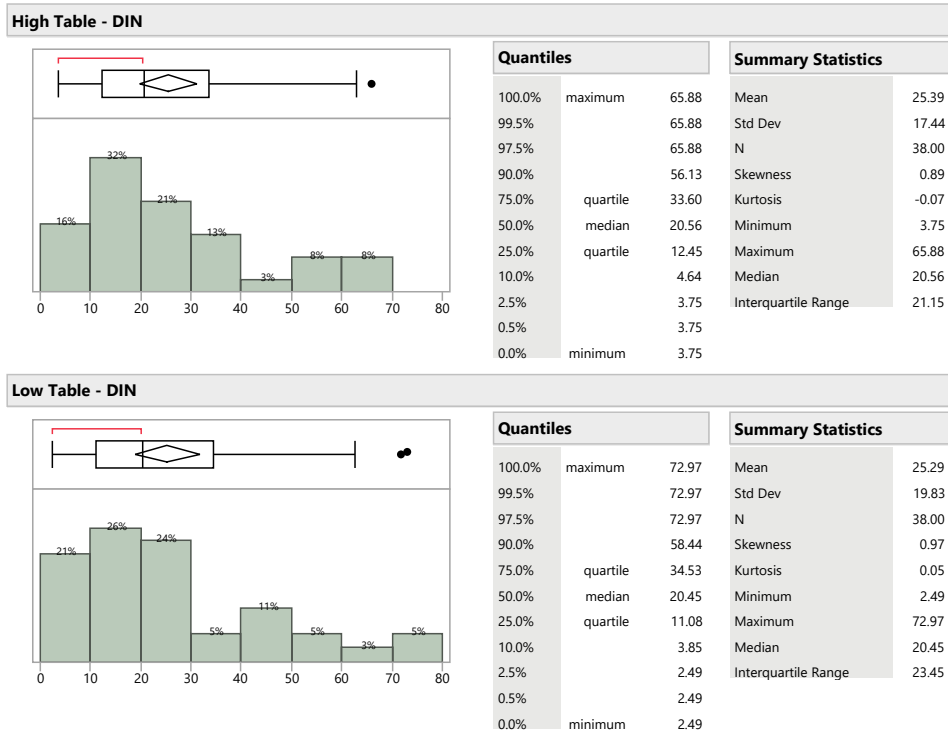 High Table - DIN
32%
16%
21%
13%
3%
8%
8%
0 10 20 30 40 50 60 70 80
Quantiles
100.0% maximum 65.88
99.5% 65.88
97.5% 65.88
90.0% 56.13
75.0% quartile 33.60
50.0% median 20.56
25.0% quartile 12.45
10.0% 4.64
2.5% 3.75
0.5% 3.75
0.0% minimum 3.75
Summary Statistics
Mean 25.39
Std Dev 17.44
N 38.00
Skewness 0.89
Kurtosis -0.07
Minimum 3.75
Maximum 65.88
Median 20.56
Interquartile Range 21.15
Low Table - DIN
21%
26%
24%
5%
11%
5%
3%
5%
0 10 20 30 40 50 60 70 80
Quantiles
100.0% maximum 72.97
99.5% 72.97
97.5% 72.97
90.0% 58.44
75.0% quartile 34.53
50.0% median 20.45
25.0% quartile 11.08
10.0% 3.85
2.5% 2.49
0.5% 2.49
0.0% minimum 2.49
Summary Statistics
Mean 25.29
Std Dev 19.83
N 38.00
Skewness 0.97
Kurtosis 0.05
Minimum 2.49
Maximum 72.97
Median 20.45
Interquartile Range 23.45